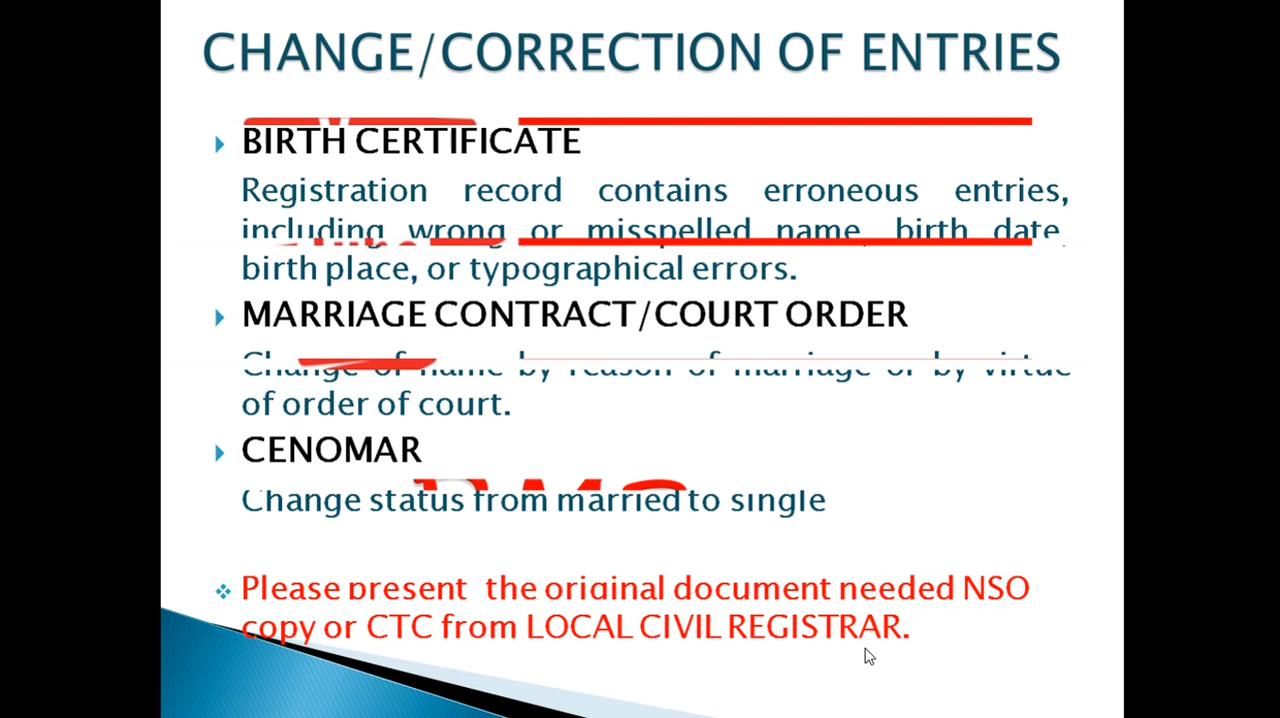 CHANGE/CORRECTION OF ENTRIES
BIRTH CERTIFICATE
Registration record contains erroneous entries,
including wrong or misspelled name, birth date,
birth place, or typographical errors.
MARRIAGE CONTRACT/COURT ORDER
Change of name by reason of marriage or by virtue
of order of court.
CENOMAR
Change status from married to single
Please present the original document needed NSO
copy or CTC from LOCAL CIVIL REGISTRAR.